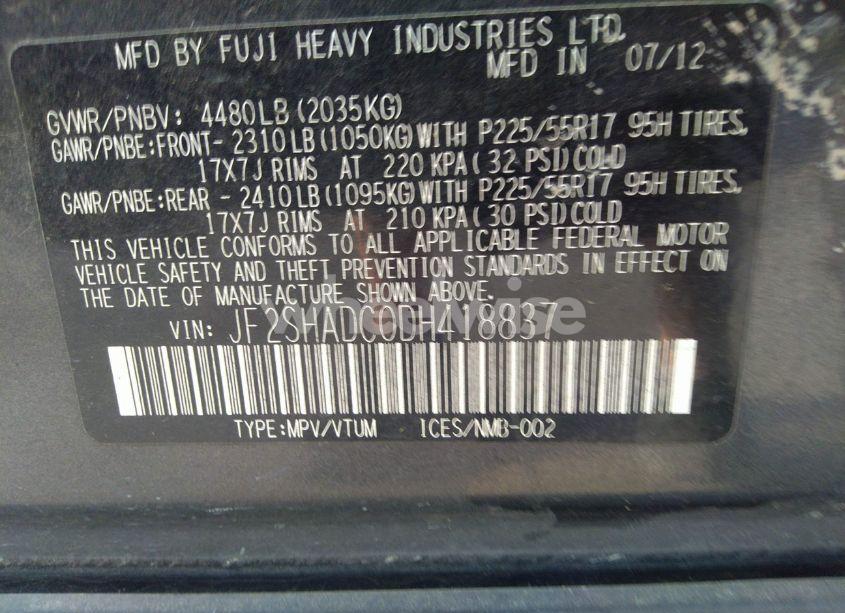 MFD BY FUJI HEAVY INDUSTRIES LTD.
MFD IN 07/12
GVWR/PNBV: 4480LB (2035KG)
GAWR/PNBE:FRONT- 2310LB (1050KG) WITH P225/55R17 95H TIRES,
17X7J RIMS AT 220 KPA (32 PSI) COLD
GAWR/PNBE:REAR - 2410LB (1095KG) WITH P225/55R17 95H TIRES,
17X7J RIMS AT 210 KPA (30 PSI) COLD
THIS VEHICLE CONFORMS TO ALL APPLICABLE FEDERAL MOTOR
VEHICLE SAFETY AND THEFT PREVENTION STANDARDS IN EFFECT ON
THE DATE OF MANUFACTURE SHOWN ABOVE.
VIN: JF2SHADC0DH418837
TYPE:MPV/VTUM ICES/NMB-002